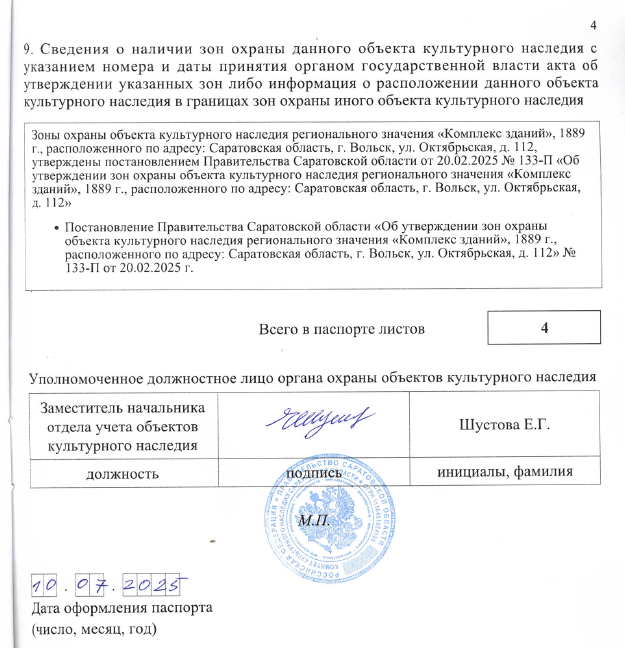 4
9. Сведения о наличии зон охраны данного объекта культурного наследия с
указанием номера и даты принятия органом государственной власти акта об
утверждении указанных зон либо информация о расположении данного объекта
культурного наследия в границах зон охраны иного объекта культурного наследия
Зоны охраны объекта культурного наследия регионального значения «Комплекс зданий», 1889
г., расположенного по адресу: Саратовская область, г. Вольск, ул. Октябрьская, д. 112,
утверждены постановлением Правительства Саратовской области от 20.02.2025 № 133-П «Об
утверждении зон охраны объекта культурного наследия регионального значения «Комплекс
зданий», 1889 г., расположенного по адресу: Саратовская область, г. Вольск, ул. Октябрьская,
д. 112»
• Постановление Правительства Саратовской области «Об утверждении зон охраны
объекта культурного наследия регионального значения «Комплекс зданий», 1889 г.,
расположенного по адресу: Саратовская область, г. Вольск, ул. Октябрьская, д. 112» №
133-П от 20.02.2025 г.
Всего в паспорте листов 4
Уполномоченное должностное лицо органа охраны объектов культурного наследия
Заместитель начальника
отдела учета объектов
культурного наследия
Шустова Е.Г.
должность подпись инициалы, фамилия
РОССИЙСКАЯ ФЕДЕРАЦИЯ ПРАВИТЕЛЬСТВО САРАТОВСКОЙ ОБЛАСТИ
М.П.
10.07.2025
Дата оформления паспорта
(число, месяц, год)